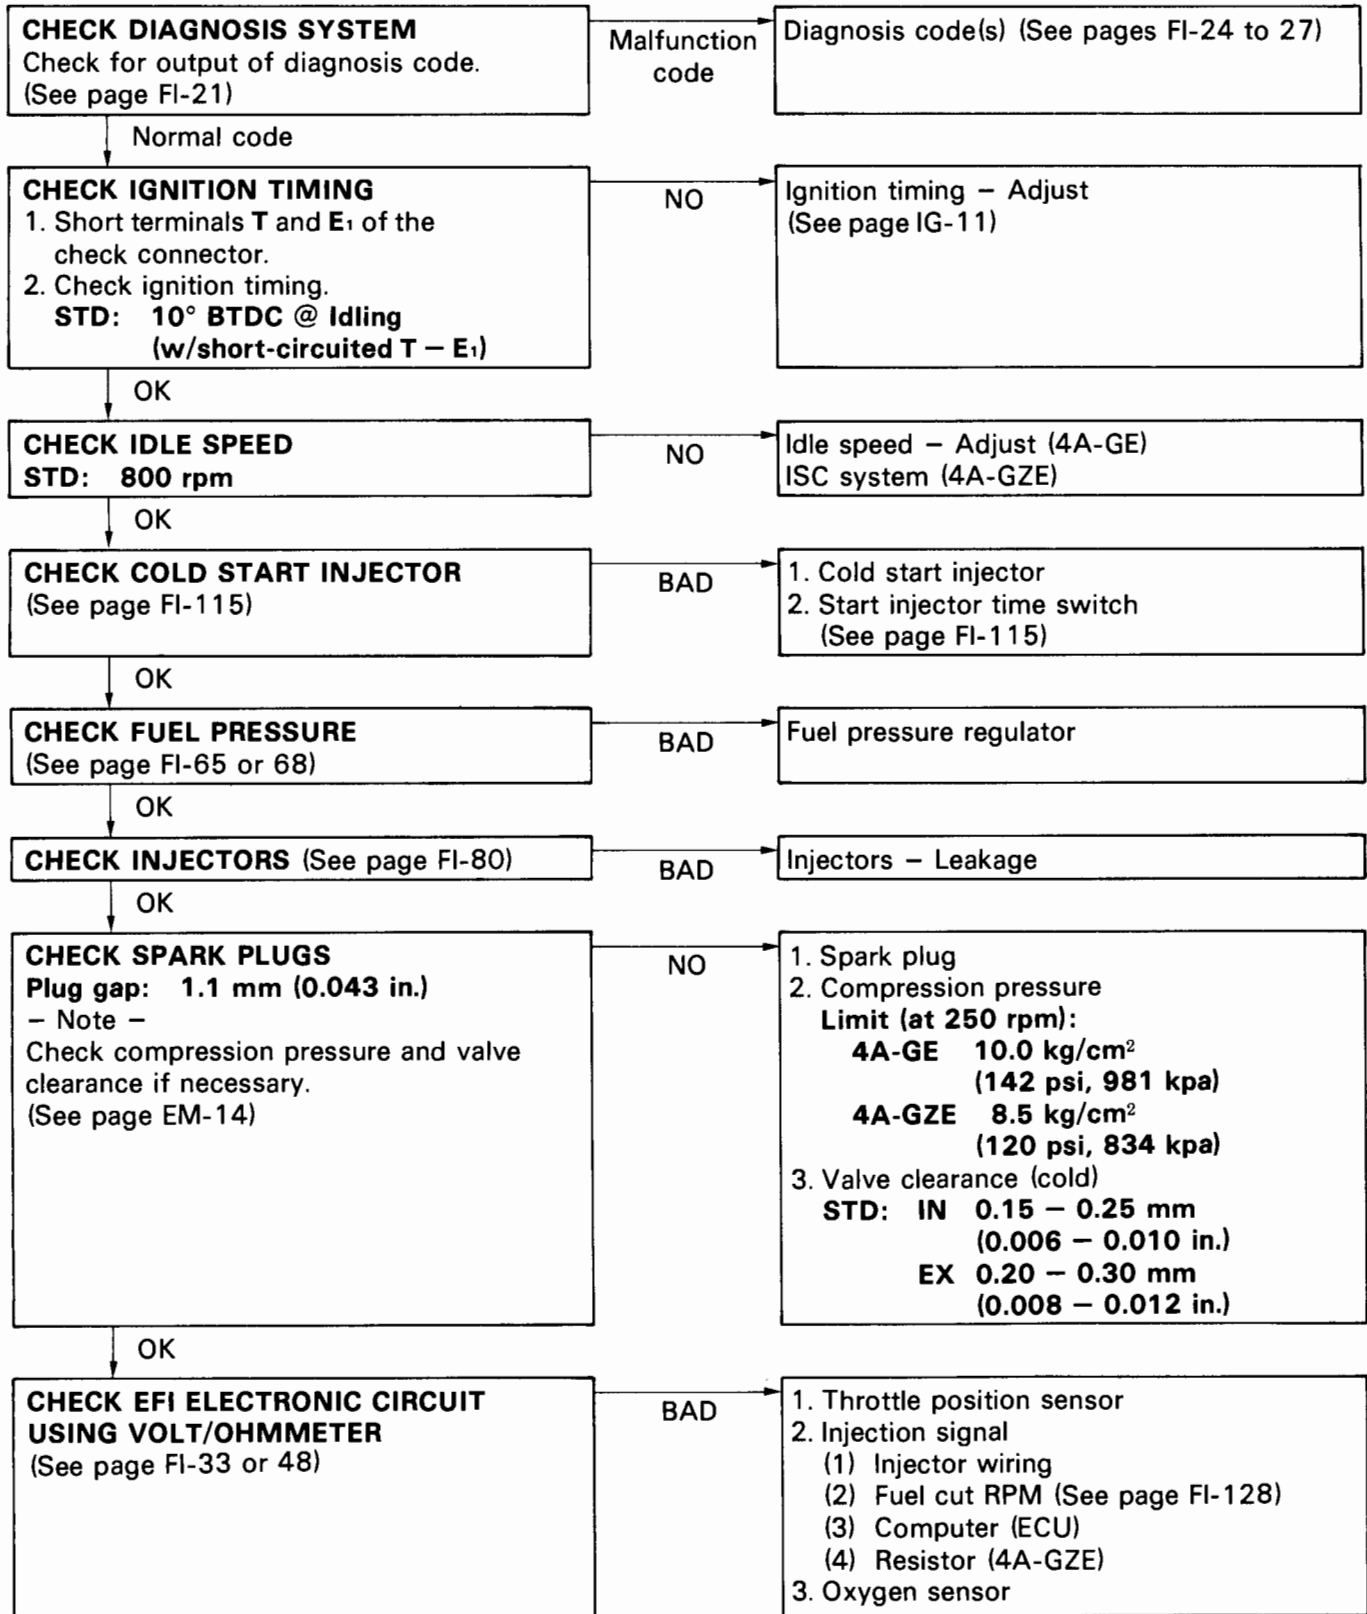 CHECK DIAGNOSIS SYSTEM
Check for output of diagnosis code.
(See page FI-21)
Malfunction
code
Diagnosis code(s) (See pages FI-24 to 27)
Normal code
CHECK IGNITION TIMING
1. Short terminals T and E₁ of the
check connector.
2. Check ignition timing.
STD: 10° BTDC @ Idling
(w/short-circuited T — E₁)
NO
Ignition timing — Adjust
(See page IG-11)
OK
CHECK IDLE SPEED
STD: 800 rpm
NO
Idle speed — Adjust (4A-GE)
ISC system (4A-GZE)
OK
CHECK COLD START INJECTOR
(See page FI-115)
BAD
1. Cold start injector
2. Start injector time switch
(See page FI-115)
OK
CHECK FUEL PRESSURE
(See page FI-65 or 68)
BAD
Fuel pressure regulator
OK
CHECK INJECTORS (See page FI-80)
BAD
Injectors — Leakage
OK
CHECK SPARK PLUGS
Plug gap: 1.1 mm (0.043 in.)
— Note —
Check compression pressure and valve
clearance if necessary.
(See page EM-14)
NO
1. Spark plug
2. Compression pressure
Limit (at 250 rpm):
4A-GE 10.0 kg/cm²
(142 psi, 981 kpa)
4A-GZE 8.5 kg/cm²
(120 psi, 834 kpa)
3. Valve clearance (cold)
STD: IN 0.15 — 0.25 mm
(0.006 — 0.010 in.)
EX 0.20 — 0.30 mm
(0.008 — 0.012 in.)
OK
CHECK EFI ELECTRONIC CIRCUIT
USING VOLT/OHMMETER
(See page FI-33 or 48)
BAD
1. Throttle position sensor
2. Injection signal
(1) Injector wiring
(2) Fuel cut RPM (See page FI-128)
(3) Computer (ECU)
(4) Resistor (4A-GZE)
3. Oxygen sensor